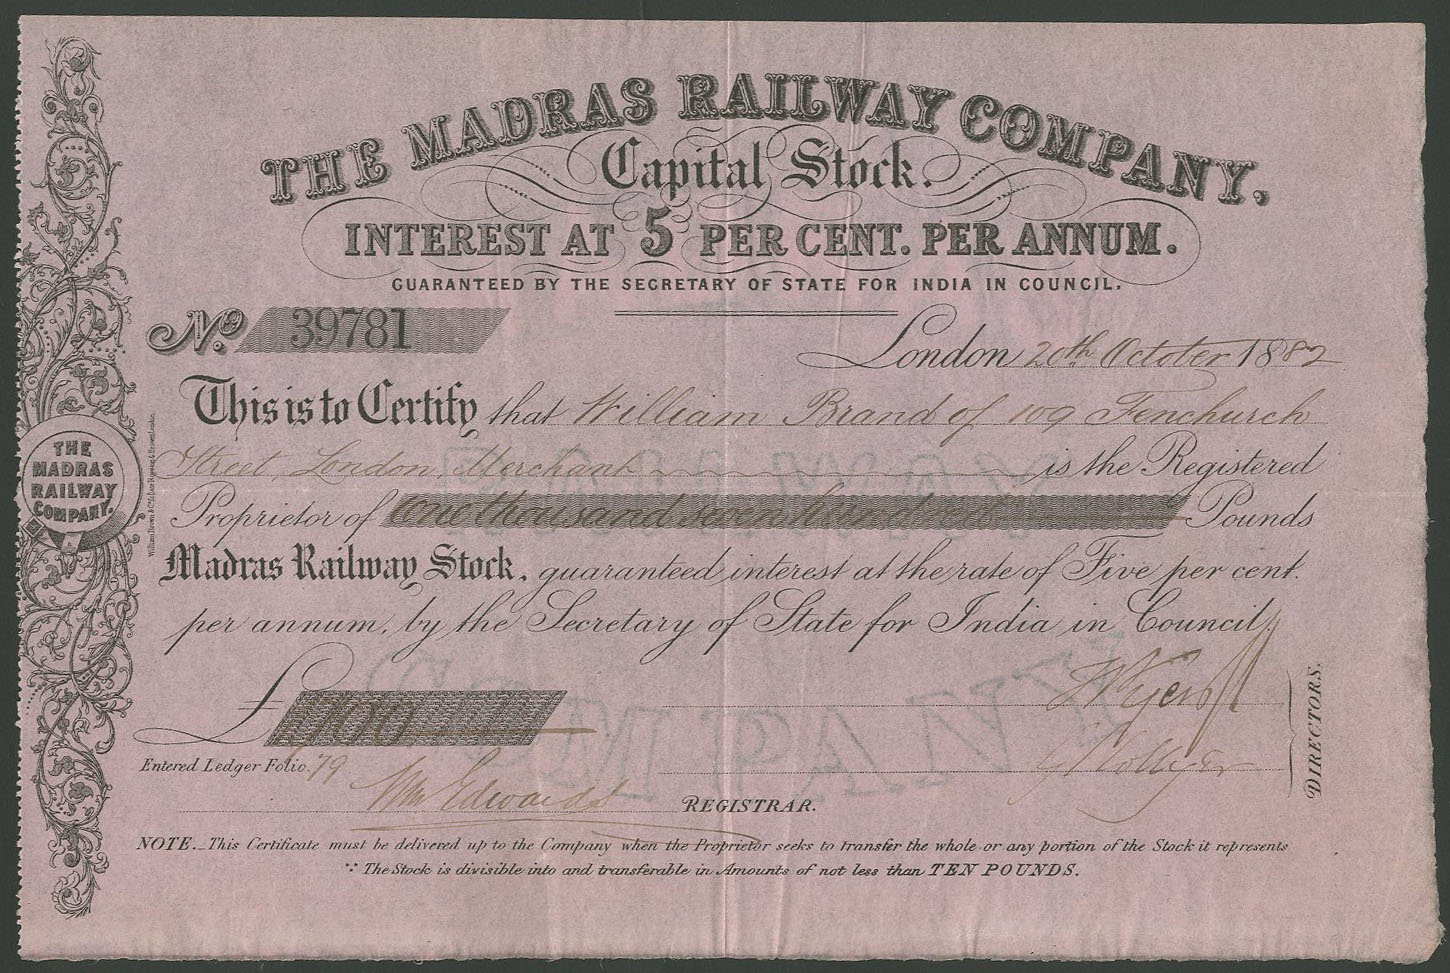 THE MADRAS RAILWAY COMPANY,
Capital Stock.
INTEREST AT 5 PER CENT. PER ANNUM.
GUARANTEED BY THE SECRETARY OF STATE FOR INDIA IN COUNCIL.
No. 39781
London 20th October 1882
This is to Certify that William Brand of 109 Fenchurch
Street, London, Merchant is the Registered
Proprietor of One thousand seven hundred Pounds
Madras Railway Stock, guaranteed interest at the rate of Five per cent.
per annum, by the Secretary of State for India in Council
£ 1700
Entered Ledger Folio. 79
Wm Edwards REGISTRAR.
DIRECTORS.
NOTE._This Certificate must be delivered up to the Company when the Proprietor seeks to transfer the whole or any portion of the Stock it represents
The Stock is divisible into and transferable in Amounts of not less than TEN POUNDS.
THE
MADRAS
RAILWAY
COMPANY.